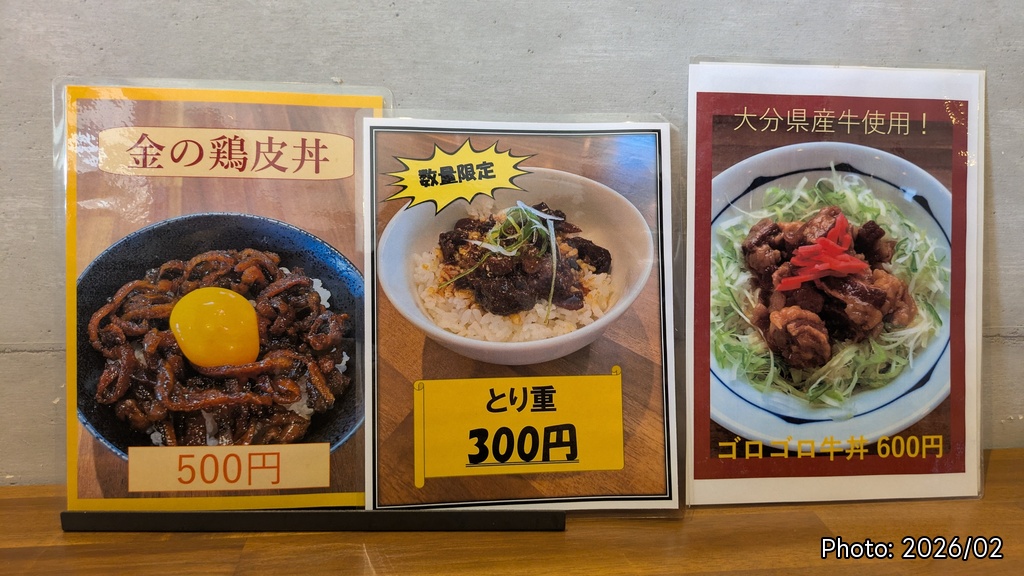 金の鶏皮丼
500円
数量限定
とり重
300円
大分県産牛使用！
ゴロゴロ牛丼 600円
Photo: 2026/02